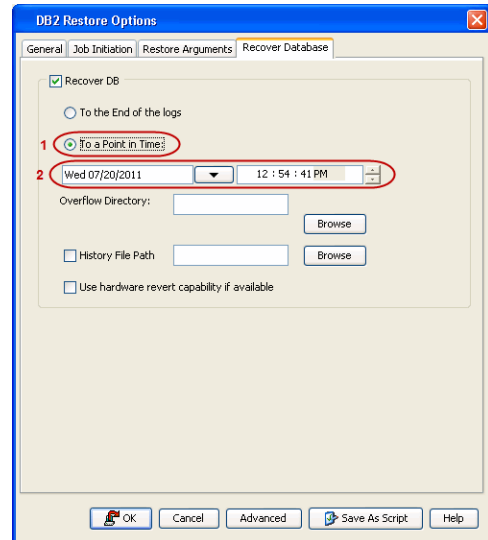 DB2 Restore Options
General Job Initiation Restore Arguments Recover Database
Recover DB
To the End of the logs
1 To a Point in Time:
2 Wed 07/20/2011 12 : 54 : 41 PM
Overflow Directory:
Browse
History File Path Browse
Use hardware revert capability if available
OK Cancel Advanced Save As Script Help